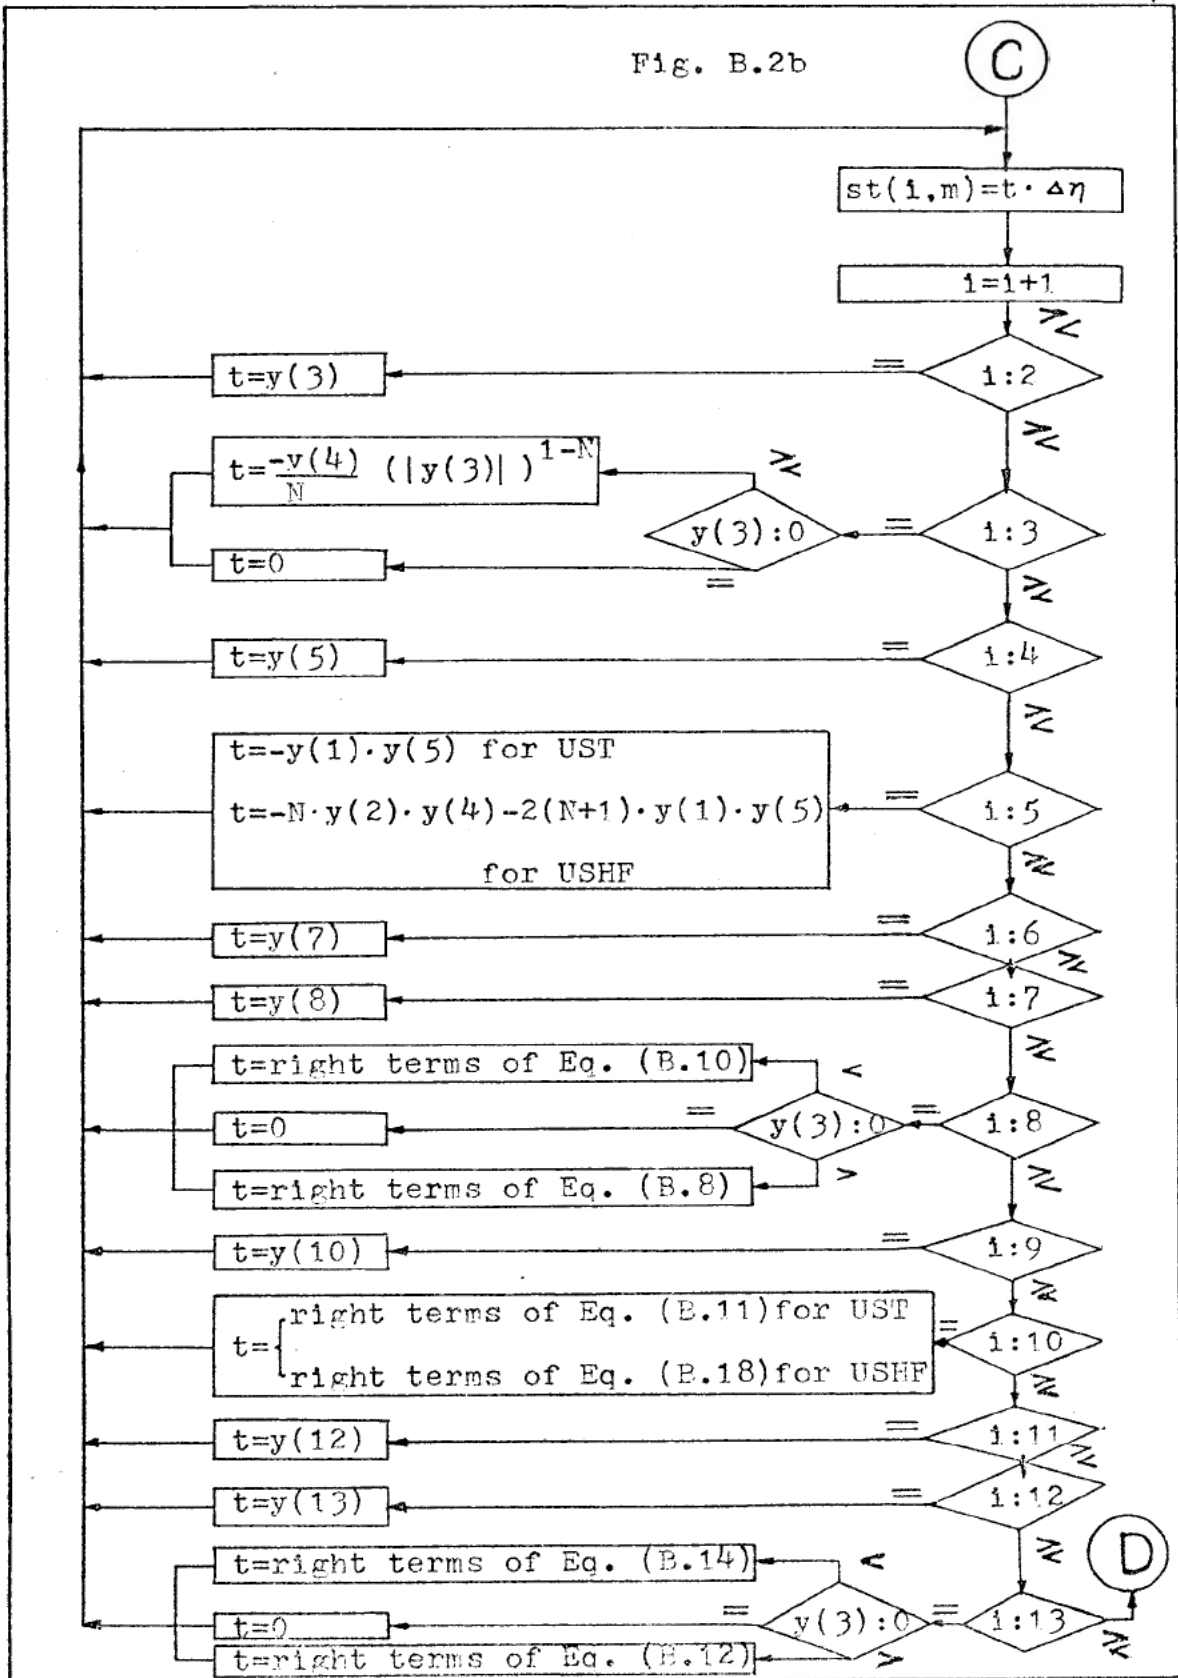 Fig. B.2b
C
st(i,m)=t·Δη
i=i+1
≷
t=y(3)
=
i:2
≷
t=-y(4)/N (|y(3)|)^1-N
≷
y(3):0
=
i:3
t=0
=
≷
t=y(5)
=
i:4
≷
t=-y(1)·y(5) for UST
t=-N·y(2)·y(4)-2(N+1)·y(1)·y(5)
for USHF
=
i:5
≷
t=y(7)
=
i:6
≷
t=y(8)
=
i:7
≷
t=right terms of Eq. (B.10)
<
t=0
=
y(3):0
=
i:8
t=right terms of Eq. (B.8)
>
≷
t=y(10)
=
i:9
≷
t={
right terms of Eq. (B.11)for UST
right terms of Eq. (B.18)for USHF
=
i:10
≷
t=y(12)
=
i:11
≷
t=y(13)
=
i:12
≷
D
t=right terms of Eq. (B.14)
<
t=0
=
y(3):0
=
i:13
≷
t=right terms of Eq. (B.12)
>